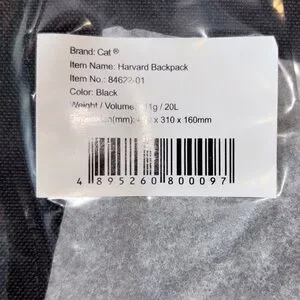 Brand: Cat ®
Item Name: Harvard Backpack
Item No.: 84622-01
Color: Black
Weight / Volume: / 20L
x 310 x 160mm
4 895260 800097